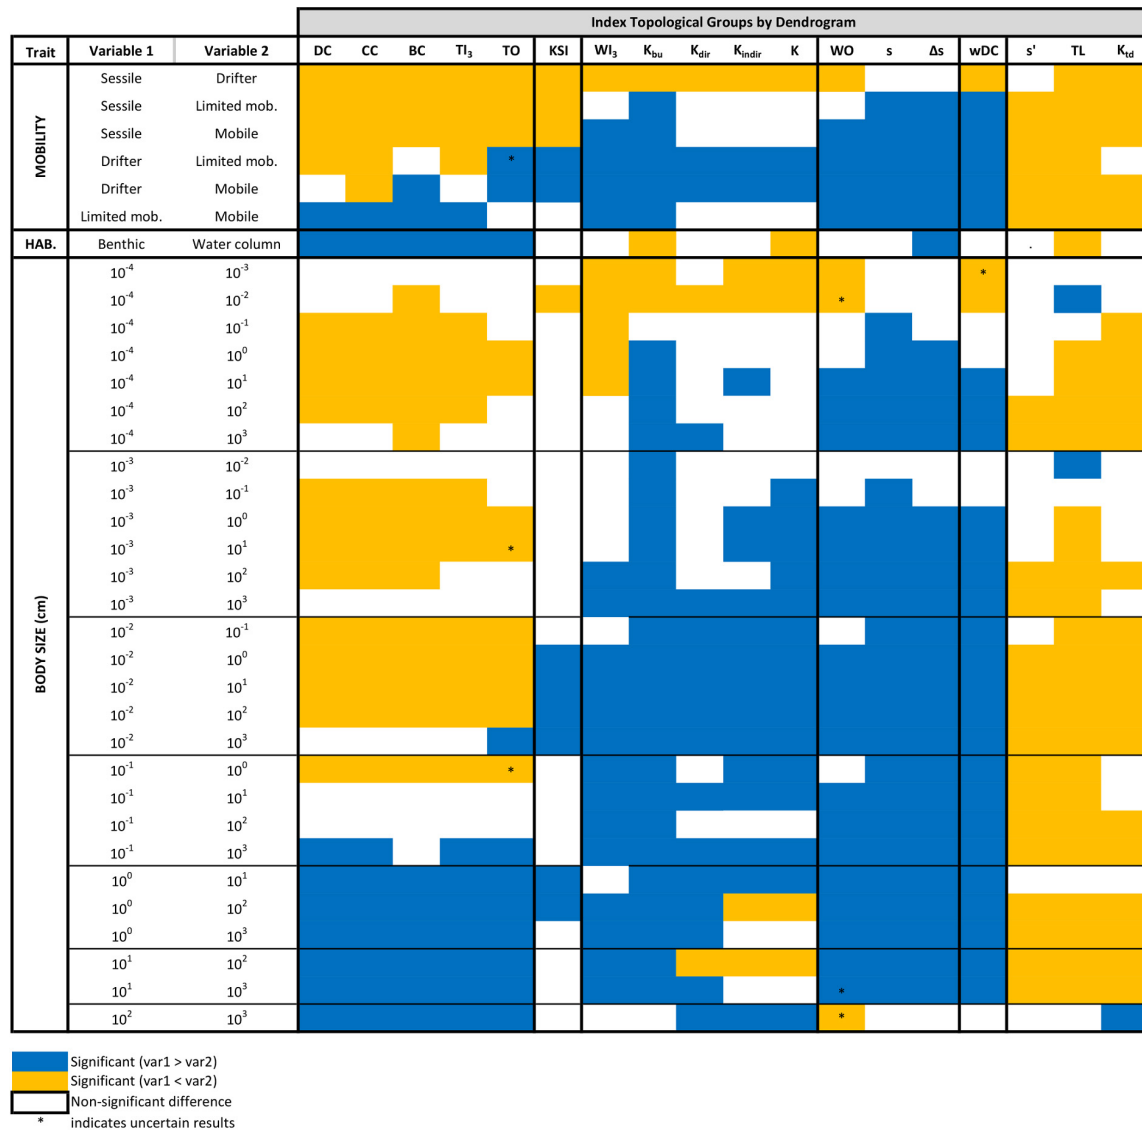 Index Topological Groups by Dendrogram
Trait Variable 1 Variable 2 DC CC BC TI₃ TO KSI WI₃ K_bu K_dir K_indir K WO s Δs wDC s' TL K_td
MOBILITY
Sessile Drifter
Sessile Limited mob.
Sessile Mobile
Drifter Limited mob. *
Drifter Mobile
Limited mob. Mobile
HAB. Benthic Water column .
BODY SIZE (cm)
10⁻⁴ 10⁻³ *
10⁻⁴ 10⁻² *
10⁻⁴ 10⁻¹
10⁻⁴ 10⁰
10⁻⁴ 10¹
10⁻⁴ 10²
10⁻⁴ 10³
10⁻³ 10⁻²
10⁻³ 10⁻¹
10⁻³ 10⁰
10⁻³ 10¹ *
10⁻³ 10²
10⁻³ 10³
10⁻² 10⁻¹
10⁻² 10⁰
10⁻² 10¹
10⁻² 10²
10⁻² 10³
10⁻¹ 10⁰ *
10⁻¹ 10¹
10⁻¹ 10²
10⁻¹ 10³
10⁰ 10¹
10⁰ 10²
10⁰ 10³
10¹ 10²
10¹ 10³ *
10² 10³ *
Significant (var1 > var2)
Significant (var1 < var2)
Non-significant difference
* indicates uncertain results